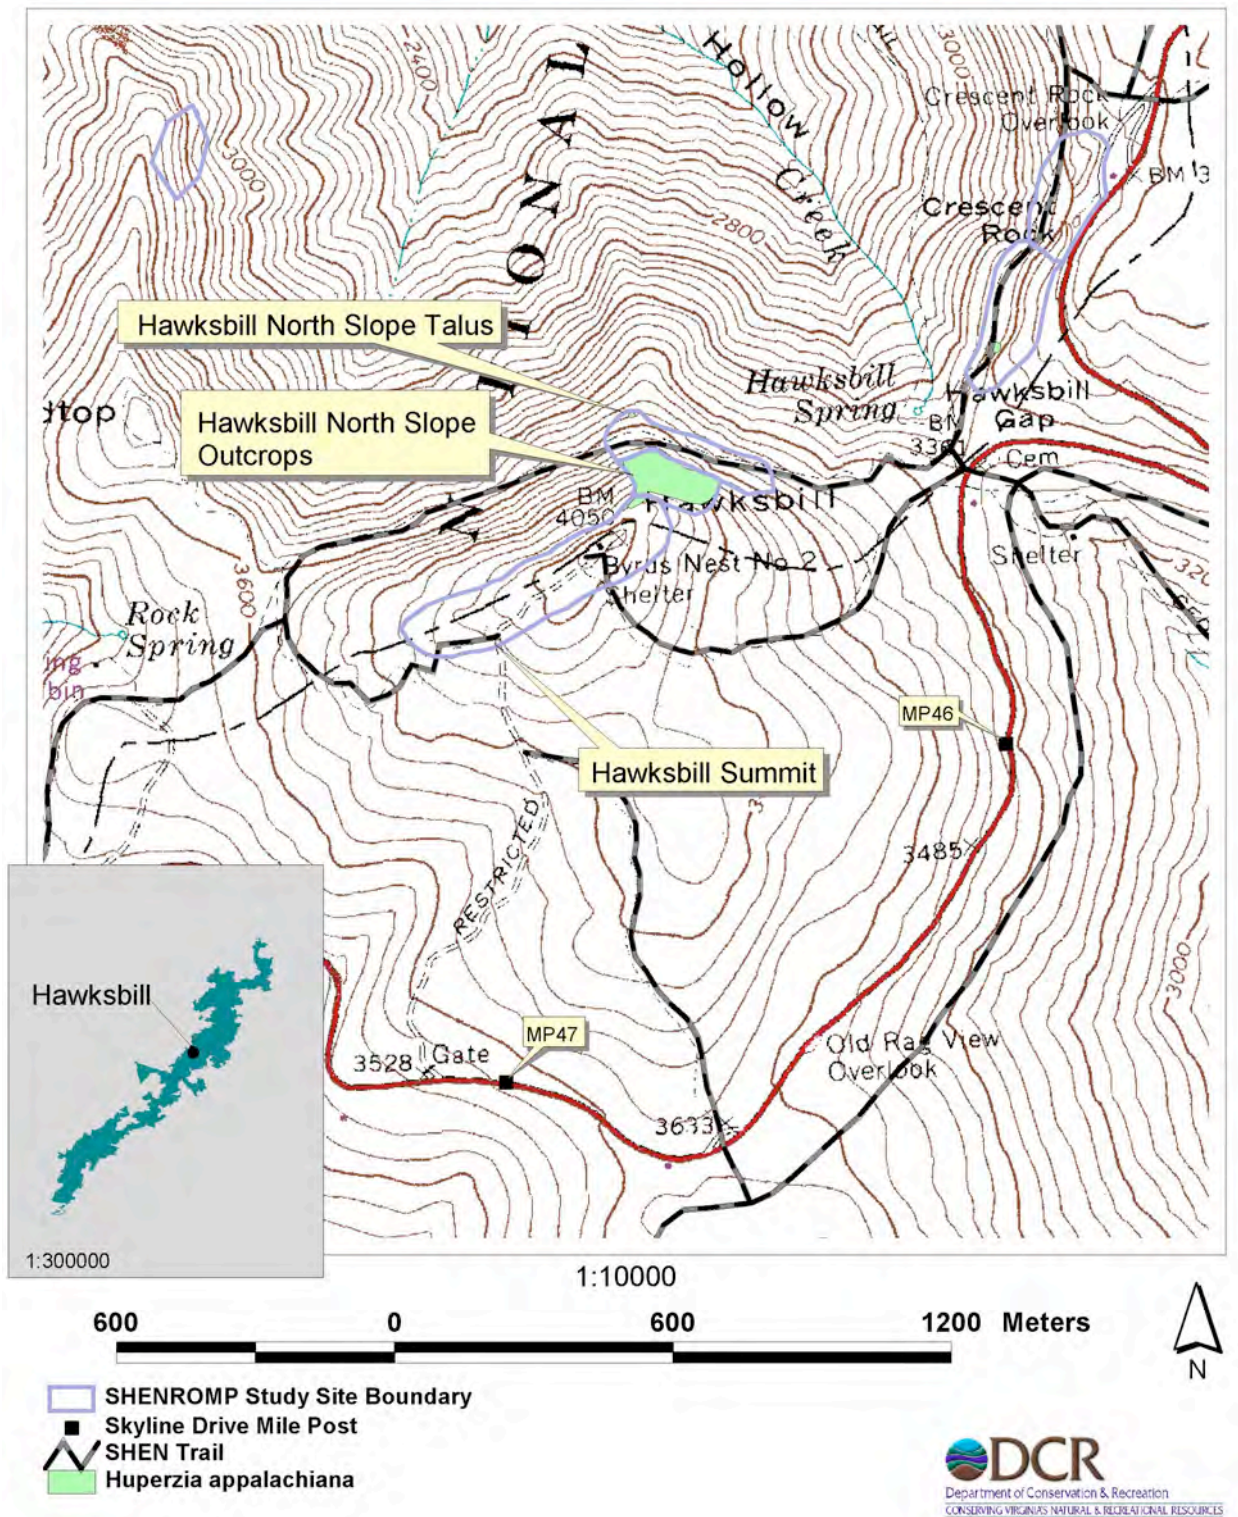 2400
Hollow
Creek
3000
Crescent Rock
Overlook
BM
3000
NATIONAL
2800
Crescent
Rock
Hawksbill North Slope Talus
Hawksbill
Spring
Hawksbill
Gap
BM
Cem
Hawksbill North Slope
Outcrops
BM
4050
Hawksbill
Shelter
Byrds Nest No 2
Shelter
3600
Rock
Spring
MP46
Hawksbill Summit
RESTRICTED
3485
3000
Hawksbill
MP47
Old Rag View
Overlook
3528
Gate
3633
1:300000
1:10000
600 0 600 1200 Meters
N
SHENROMP Study Site Boundary
Skyline Drive Mile Post
SHEN Trail
Huperzia appalachiana
DCR
Department of Conservation & Recreation
CONSERVING VIRGINIA'S NATURAL & RECREATIONAL RESOURCES